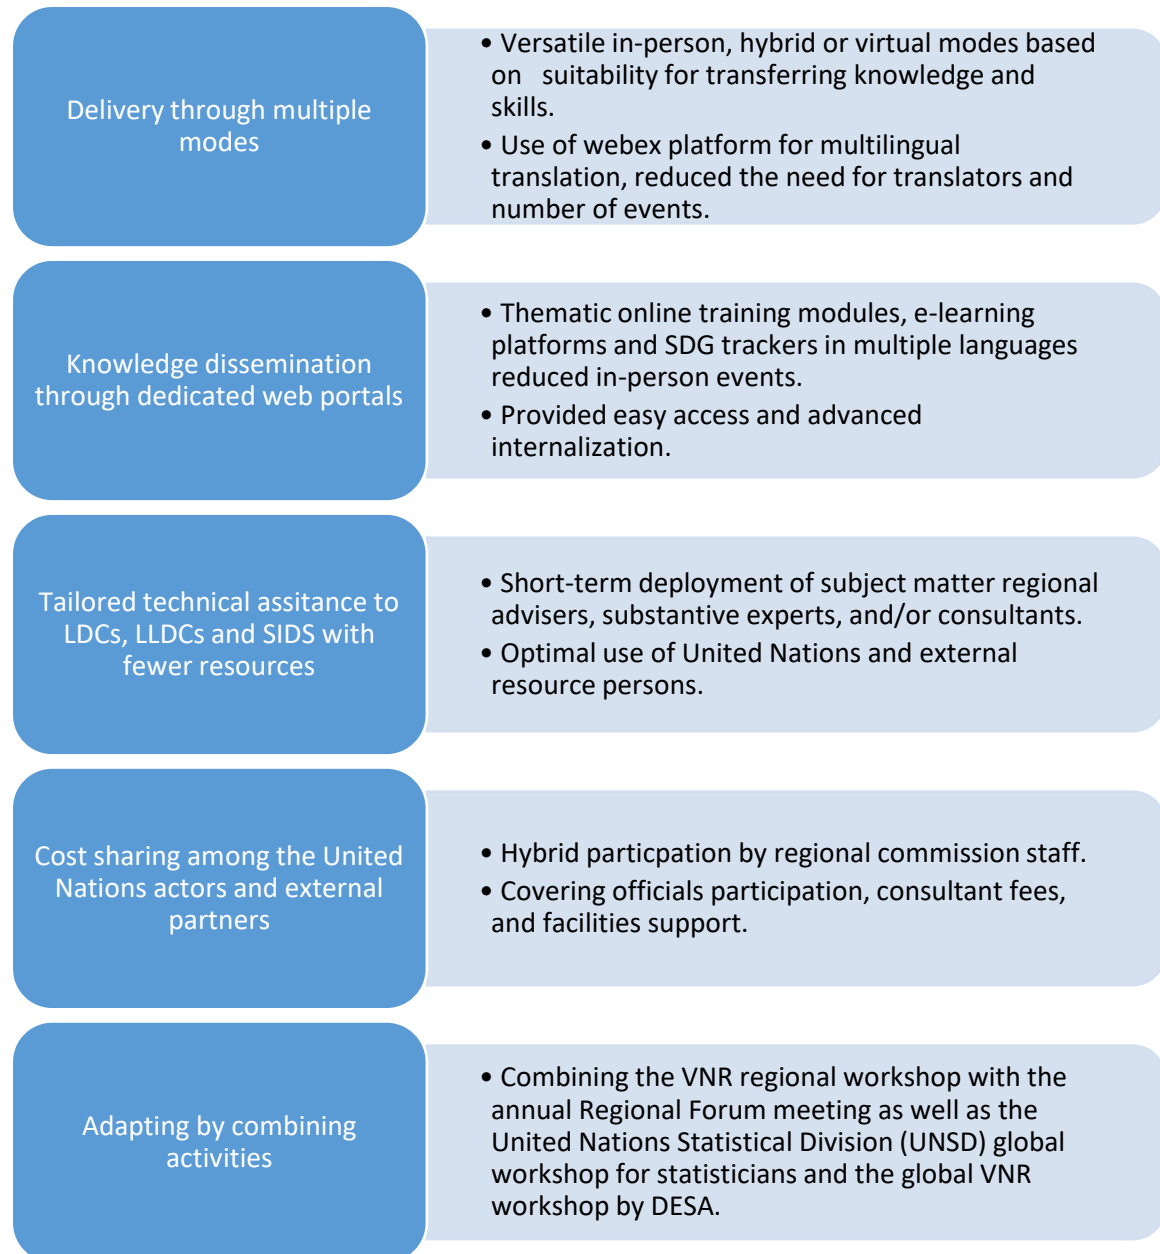 Delivery through multiple
modes
• Versatile in-person, hybrid or virtual modes based
on suitability for transferring knowledge and
skills.
• Use of webex platform for multilingual
translation, reduced the need for translators and
number of events.
Knowledge dissemination
through dedicated web portals
• Thematic online training modules, e-learning
platforms and SDG trackers in multiple languages
reduced in-person events.
• Provided easy access and advanced
internalization.
Tailored technical assitance to
LDCs, LLDCs and SIDS with
fewer resources
• Short-term deployment of subject matter regional
advisers, substantive experts, and/or consultants.
• Optimal use of United Nations and external
resource persons.
Cost sharing among the United
Nations actors and external
partners
• Hybrid particpation by regional commission staff.
• Covering officials participation, consultant fees,
and facilities support.
Adapting by combining
activities
• Combining the VNR regional workshop with the
annual Regional Forum meeting as well as the
United Nations Statistical Division (UNSD) global
workshop for statisticians and the global VNR
workshop by DESA.